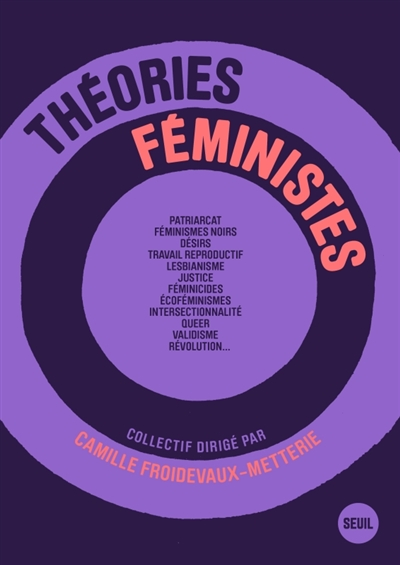 THÉORIES
FÉMINISTES
PATRIARCAT
FÉMINISMES NOIRS
DÉSIRS
TRAVAIL REPRODUCTIF
LESBIANISME
JUSTICE
FÉMINICIDES
ÉCOFÉMINISMES
INTERSECTIONNALITÉ
QUEER
VALIDISME
RÉVOLUTION...
COLLECTIF DIRIGÉ PAR
CAMILLE FROIDEVAUX-METTERIE
SEUIL